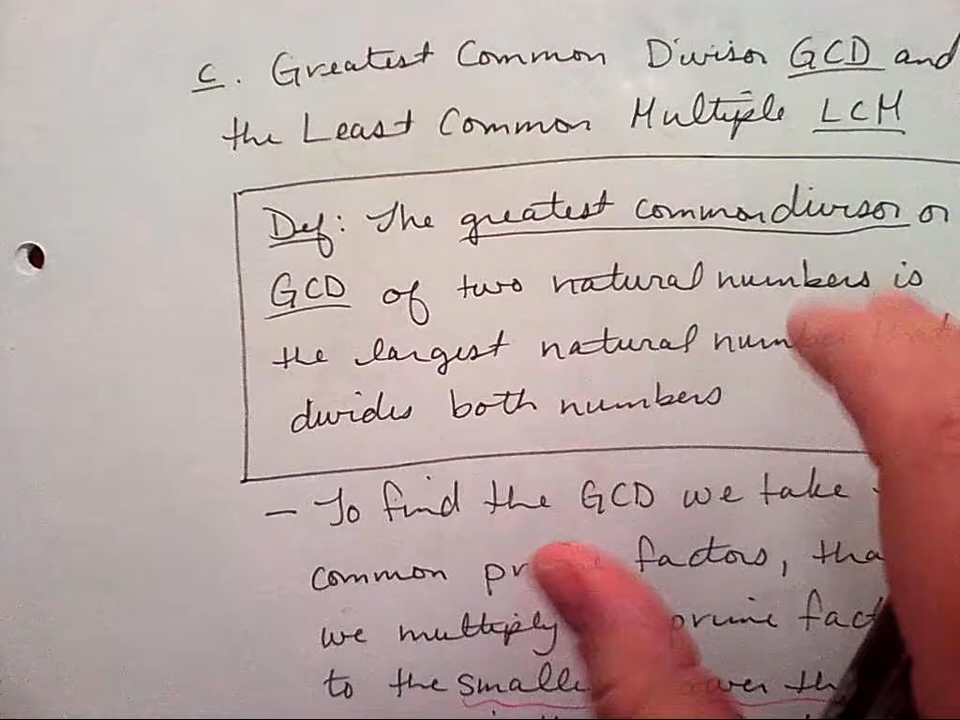 c. Greatest Common Divisor GCD and
the Least Common Multiple LCM
Def: The greatest common divisor or
GCD of two natural numbers is
the largest natural
divides both numbers
— To find the GCD we take
common factors,
we multiply prime
to the